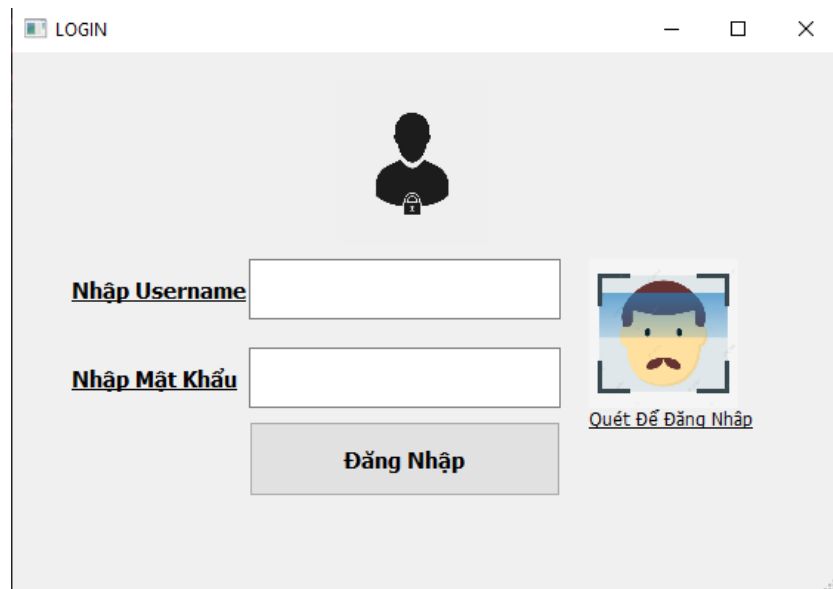 LOGIN
Nhập Username
Nhập Mật Khẩu
Quét Để Đăng Nhập
Đăng Nhập